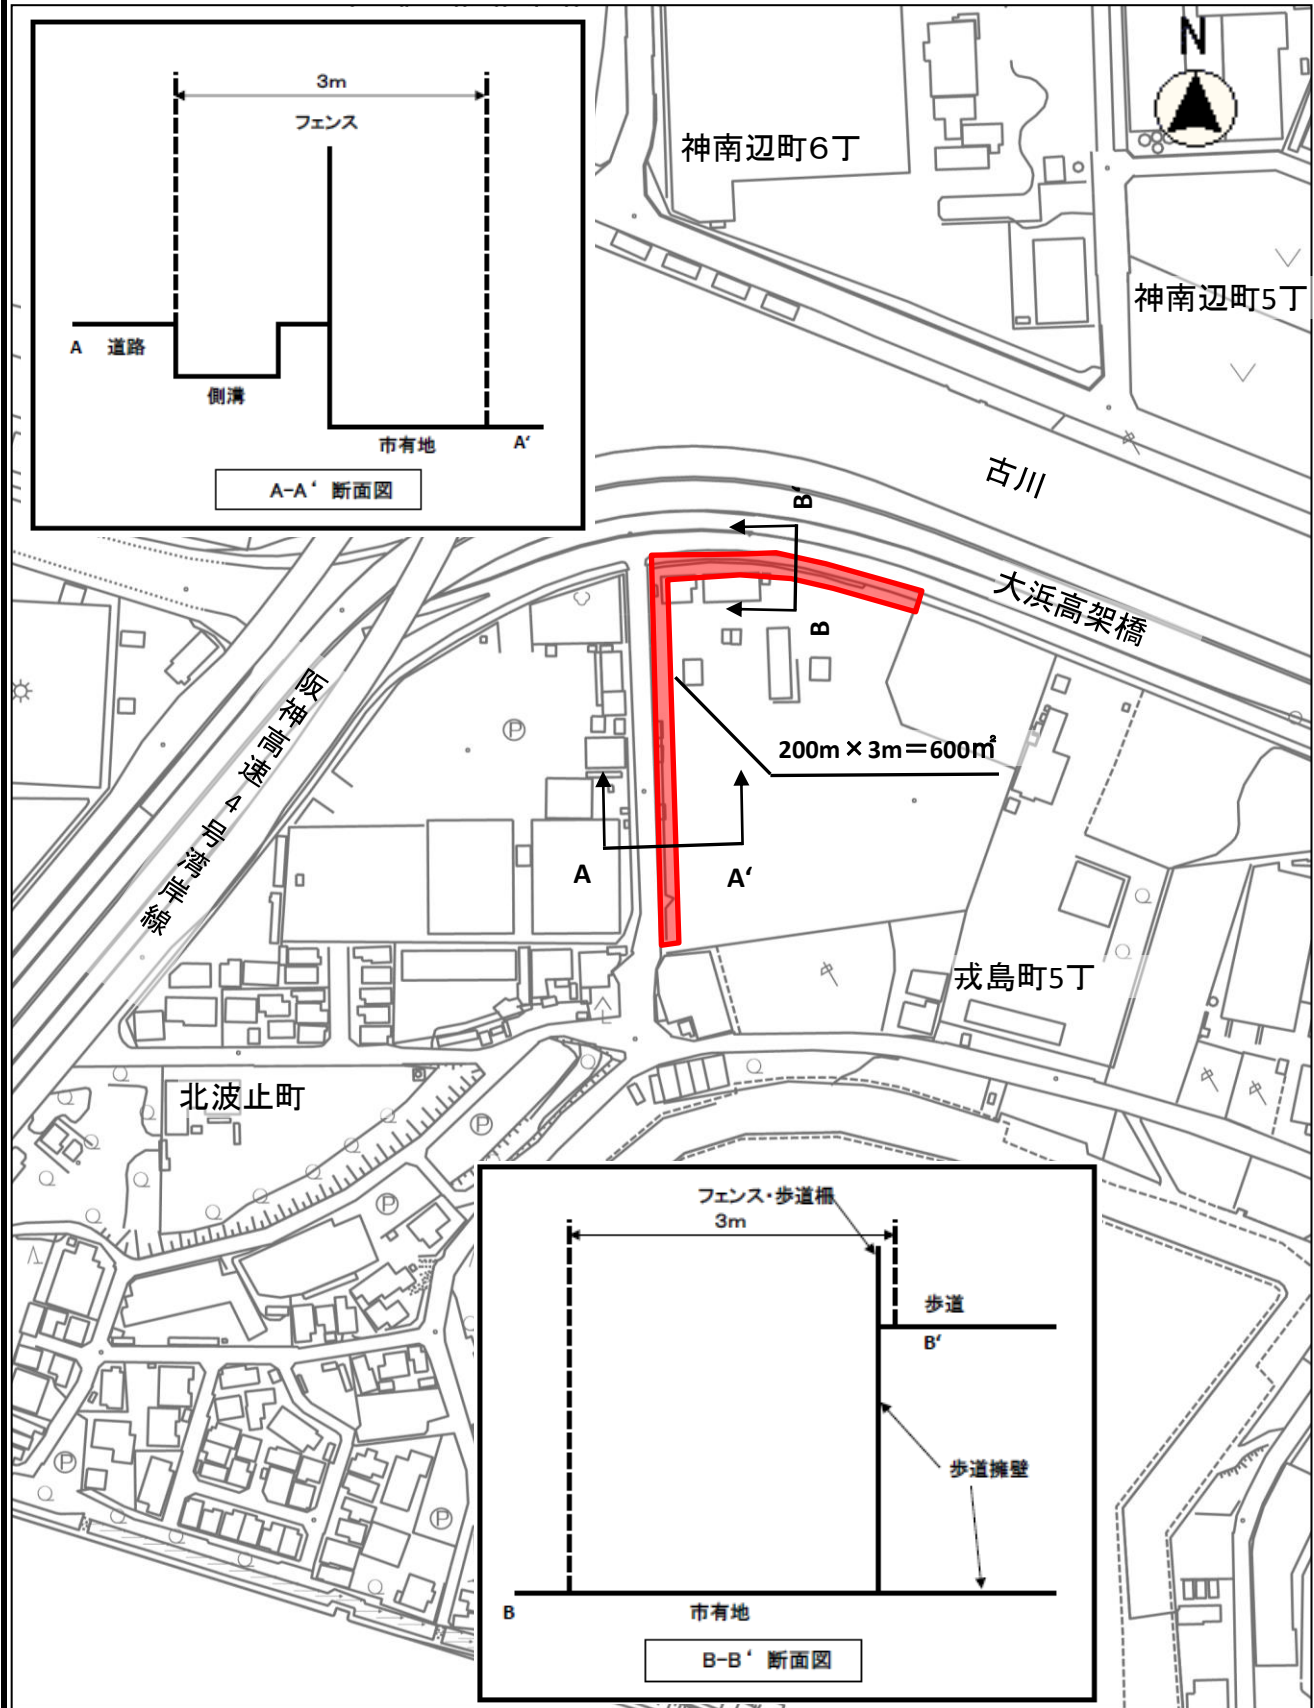 3m
フェンス
A 道路
側溝
市有地
A'
A-A' 断面図
N
神南辺町6丁
神南辺町5丁
古川
大浜高架橋
B'
B
阪神高速4号湾岸線
200m×3m=600㎡
A
A'
戎島町5丁
北波止町
フェンス・歩道柵
3m
歩道
B'
歩道擁壁
B
市有地
B-B' 断面図
P
P
P
P
P